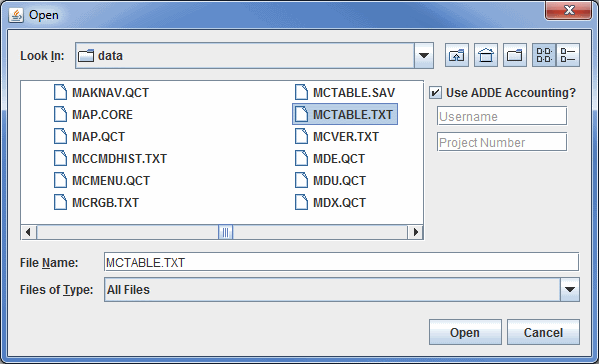 Open
Look In: data
MAKNAV.QCT MCTABLE.SAV
MAP.CORE MCTABLE.TXT
MAP.QCT MCVER.TXT
MCCMDHIST.TXT MDE.QCT
MCMENU.QCT MDU.QCT
MCRGB.TXT MDX.QCT
Use ADDE Accounting?
Username
Project Number
File Name: MCTABLE.TXT
Files of Type: All Files
Open Cancel